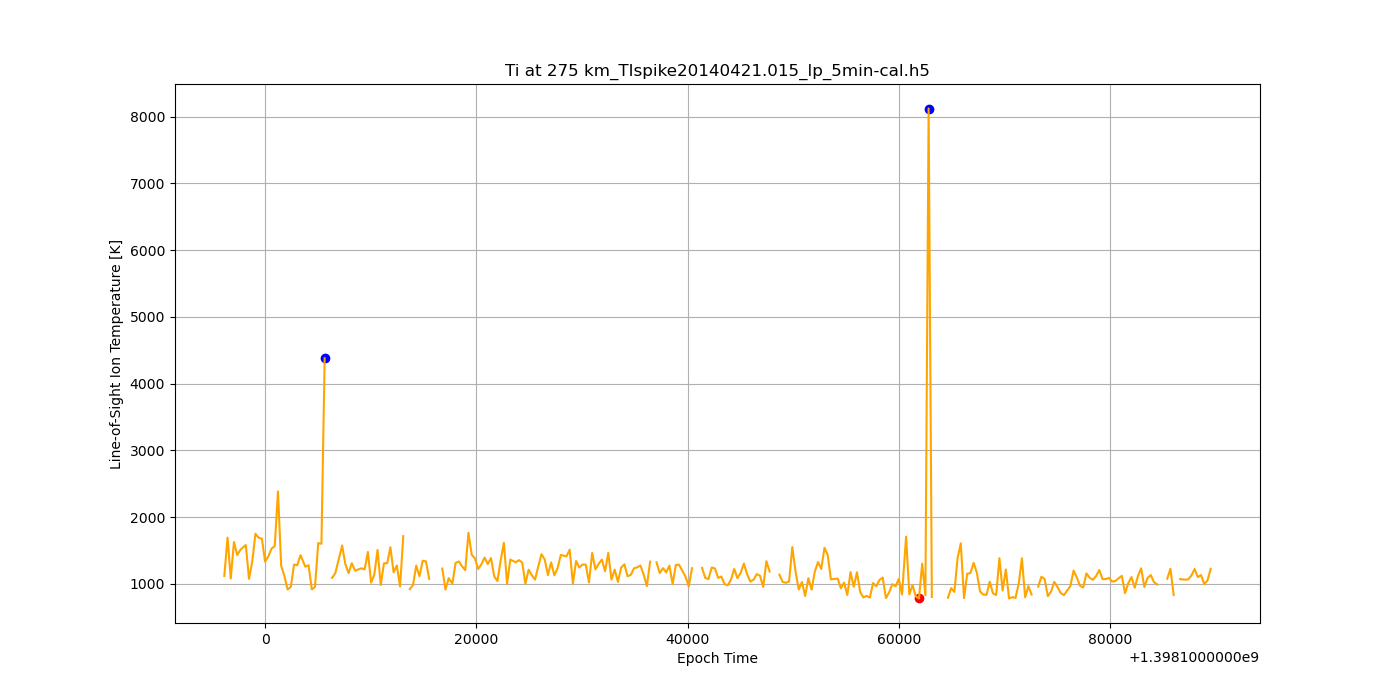 Ti at 275 km_TIspike20140421.015_lp_5min-cal.h5
8000
7000
6000
5000
4000
3000
2000
1000
Line-of-Sight Ion Temperature [K]
0 20000 40000 60000 80000
Epoch Time
+1.3981000000e9